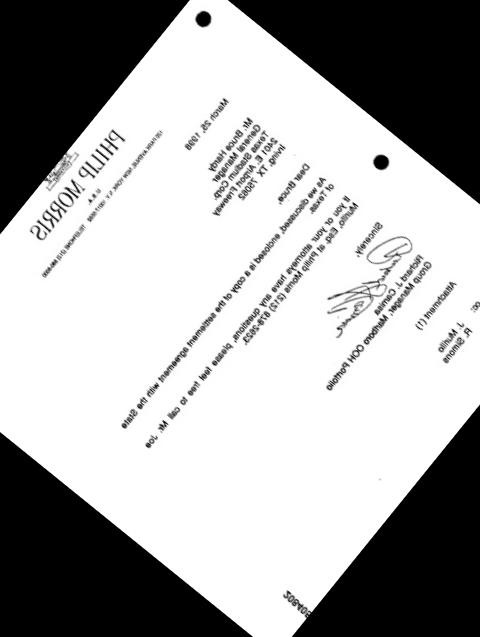 PHILIP MORRIS
U.S.A.
120 PARK AVENUE, NEW YORK, N.Y. 10017-5592 TELEPHONE (212) 880-5000
March 25, 1998
Mr. Bruce Hardy
General Manager
Texas Stadium Corp.
2401 E. Airport Freeway
Irving, TX 75062
Dear Bruce,
As we discussed, enclosed is a copy of the settlement agreement with the State
of Texas.
If you or your attorneys have any questions, please feel free to call Mr. Joe
Murillo, Esq. at Philip Morris (212) 878-
Sincerely,
Richard J. Camisa
Group Manager, Marlboro OOH Portfolio
Attachment (1)
cc:
J. Murillo
R. Simons